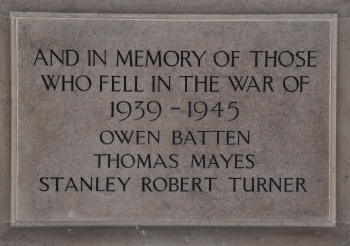 AND IN MEMORY OF THOSE
WHO FELL IN THE WAR OF
1939 - 1945
OWEN BATTEN
THOMAS MAYES
STANLEY ROBERT TURNER